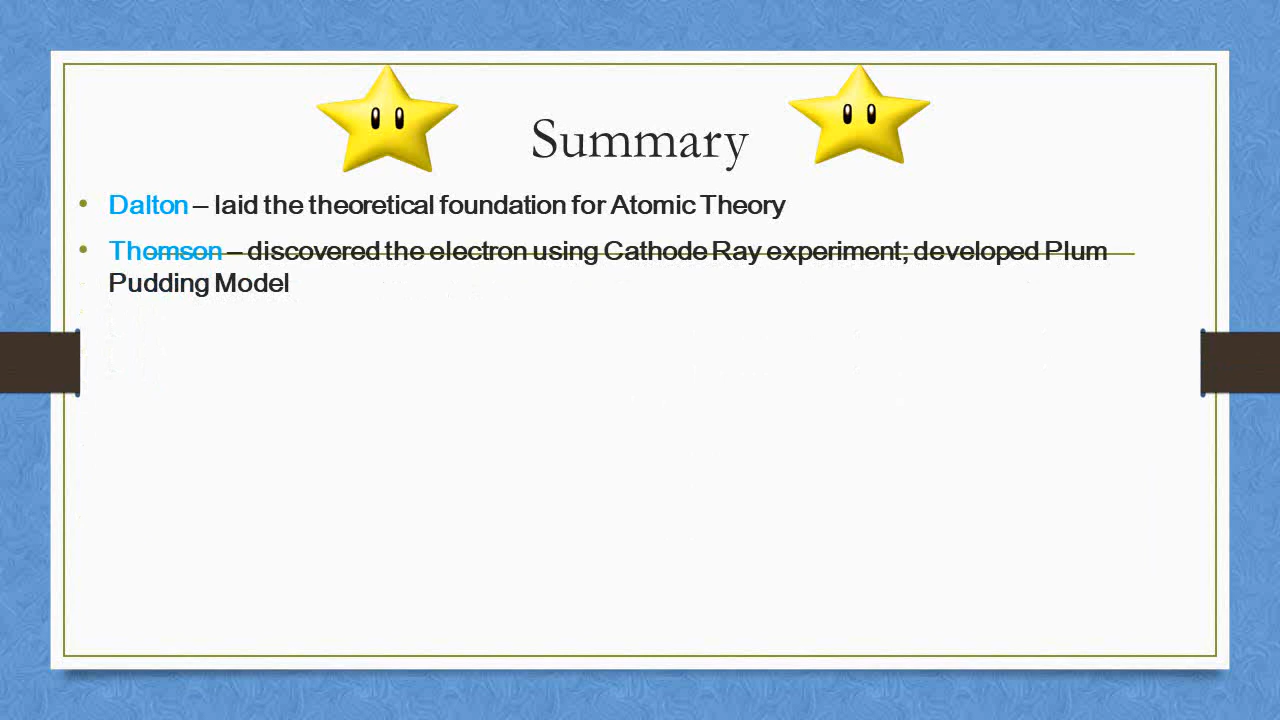 Summary
• Dalton – laid the theoretical foundation for Atomic Theory
• Thomson – discovered the electron using Cathode Ray experiment; developed Plum
Pudding Model